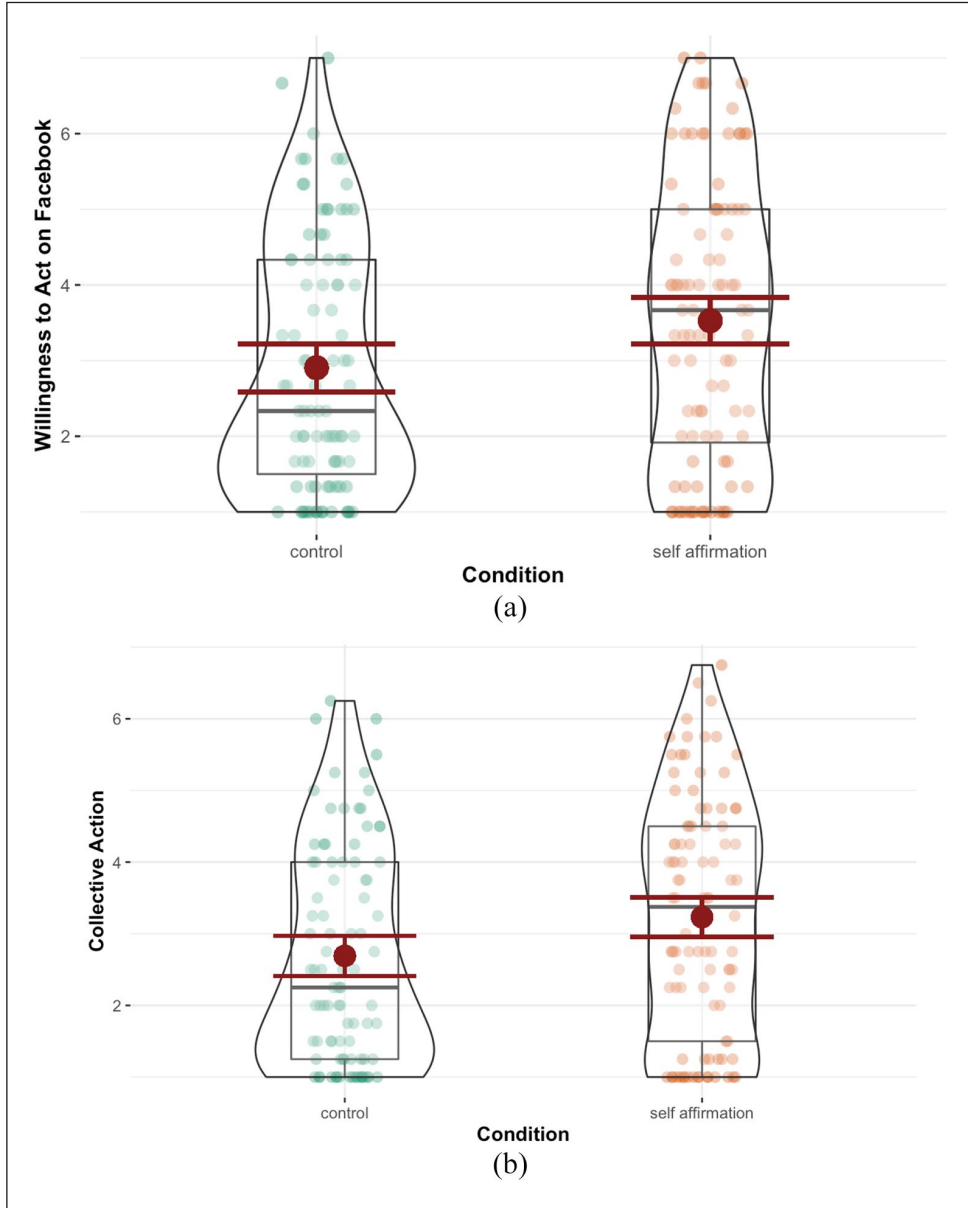 Willingness to Act on Facebook
6
4
2
control
self affirmation
Condition
(a)
Collective Action
6
4
2
control
self affirmation
Condition
(b)